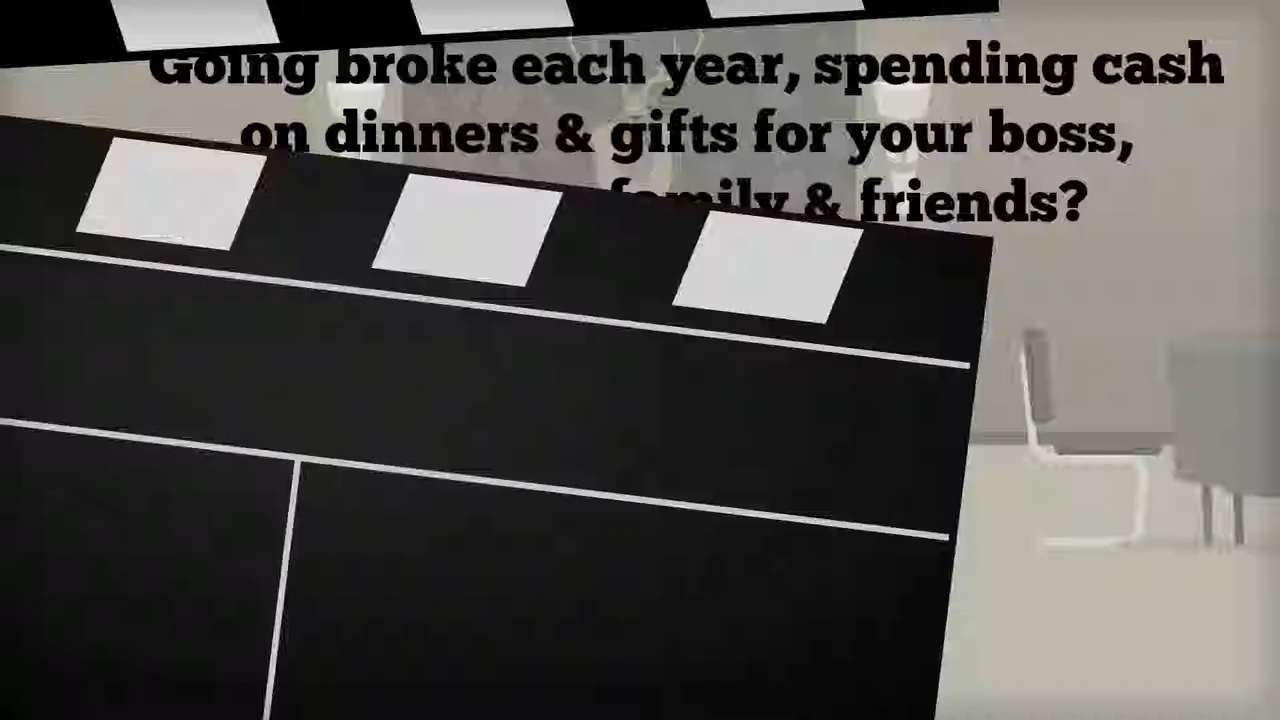 Going broke each year, spending cash
on dinners & gifts for your boss,
family & friends?